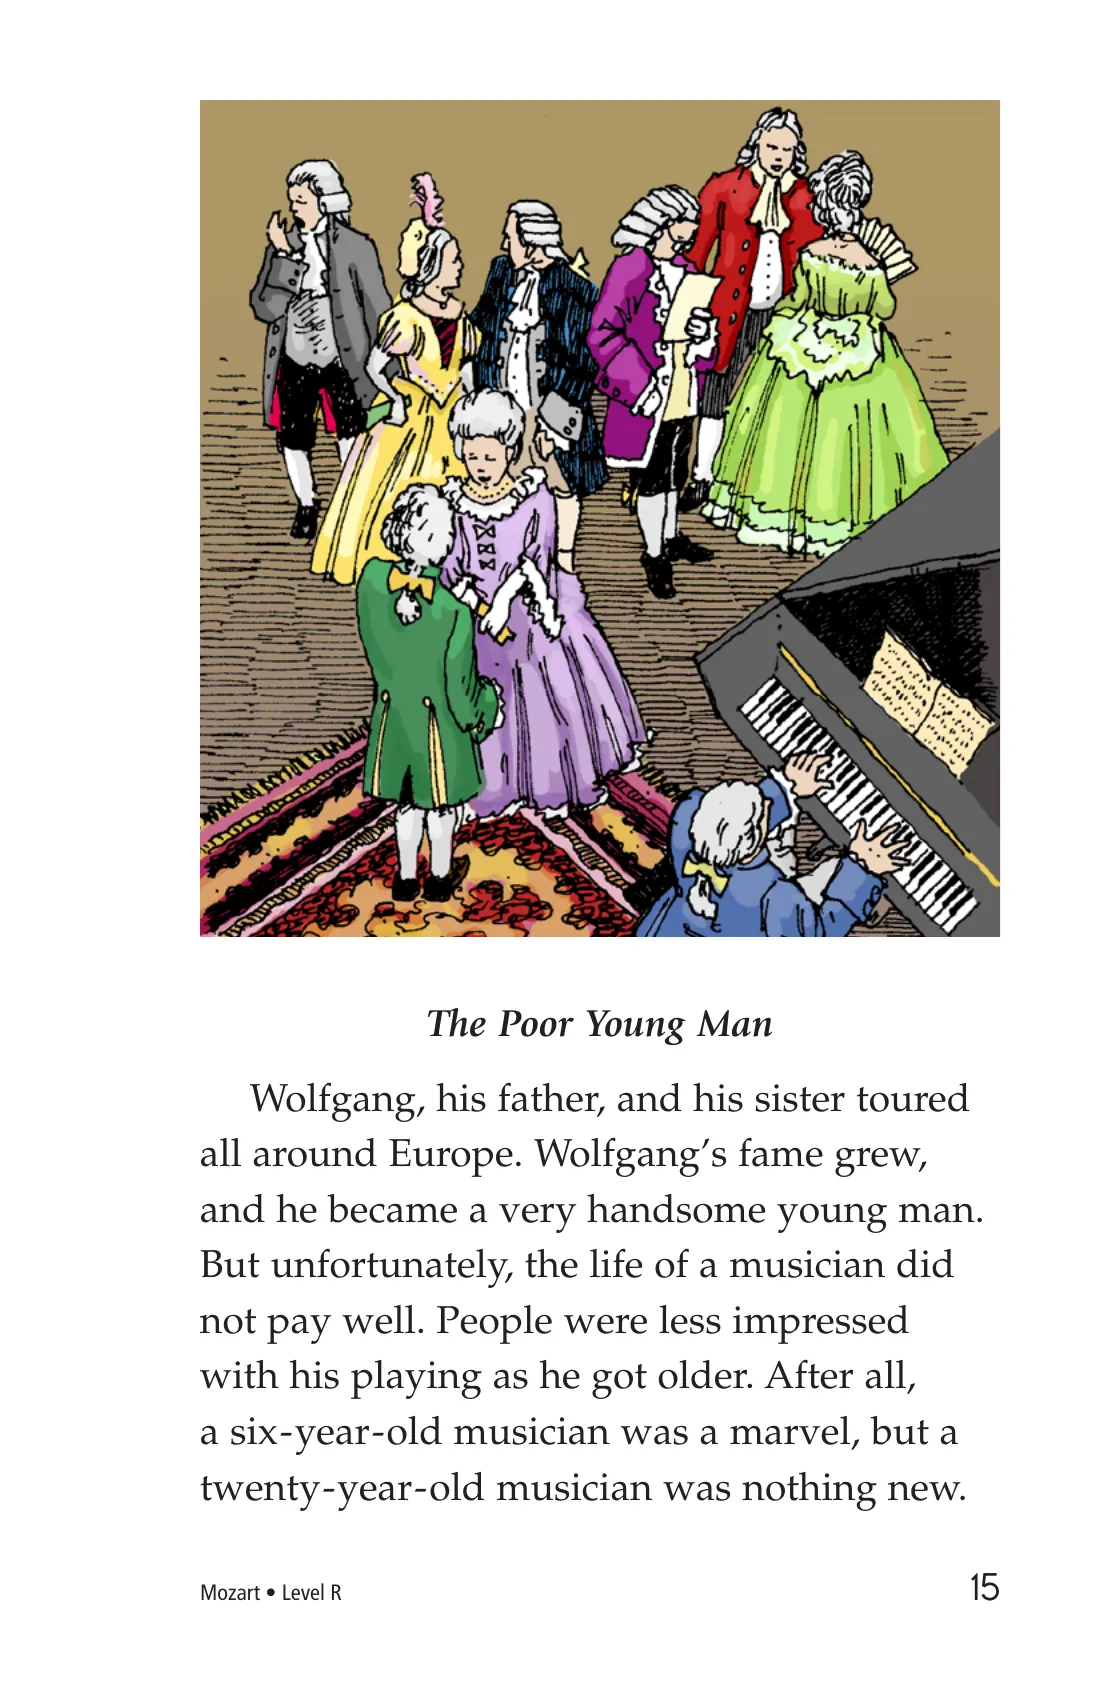 The Poor Young Man
Wolfgang, his father, and his sister toured
all around Europe. Wolfgang’s fame grew,
and he became a very handsome young man.
But unfortunately, the life of a musician did
not pay well. People were less impressed
with his playing as he got older. After all,
a six-year-old musician was a marvel, but a
twenty-year-old musician was nothing new.
Mozart • Level R
15